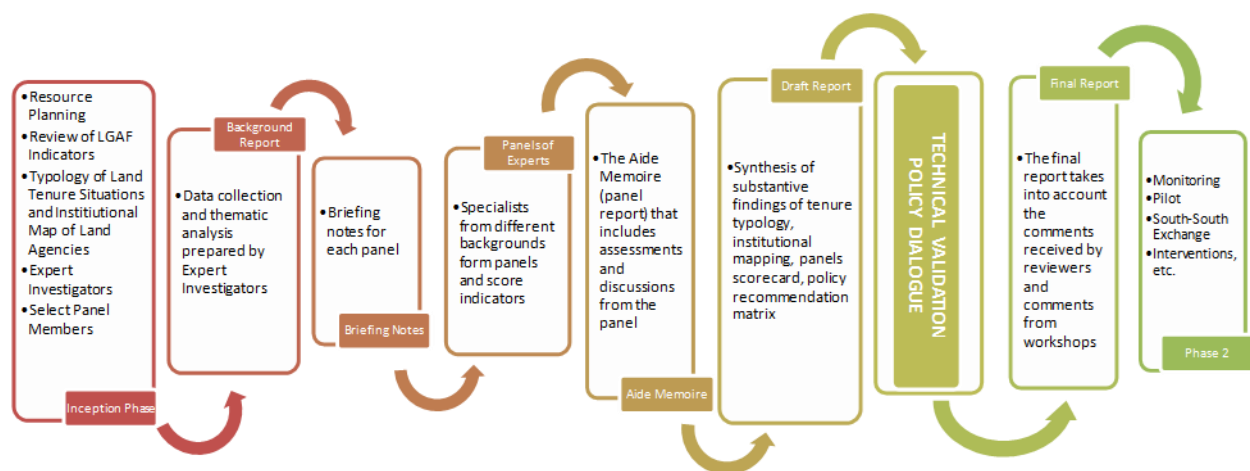 • Resource
Planning
• Review of LGAF
Indicators
• Typology of Land
Tenure Situations
and Institiutional
Map of Land
Agencies
• Expert
Investigators
• Select Panel
Members
Inception Phase
Background
Report
• Data collection
and thematic
analysis
prepared by
Expert
Investigators
• Briefing
notes for
each panel
Briefing Notes
Panels of
Experts
• Specialists
from different
backgrounds
form panels
and score
indicators
• The Aide
Memoire
(panel
report) that
includes
assessments
and
discussions
from the
panel
Aide Memoire
Draft Report
• Synthesis of
substantive
findings of tenure
typology,
institutional
mapping, panels
scorecard, policy
recommendation
matrix
TECHNICAL VALIDATION
POLICY DIALOGUE
Final Report
• The final
report takes
into account
the
comments
received by
reviewers
and
comments
from
workshops
• Monitoring
• Pilot
• South-South
Exchange
• Interventions,
etc.
Phase 2